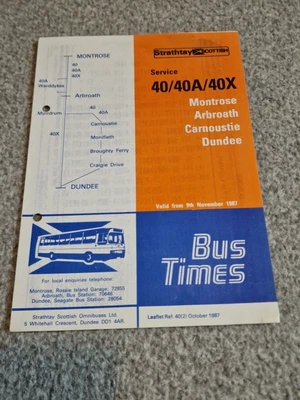 MONTROSE
40
40A
40X
40A
Warddykes
Arbroath
40
40A
Muirdrum
Carnoustie
40X
Monifieth
Broughty Ferry
Craigie Drive
DUNDEE
Strathtay SCOTTISH
Service
40/40A/40X
Montrose
Arbroath
Carnoustie
Dundee
Valid from 9th November 1987
For local enquiries telephone:
Montrose, Rossie Island Garage: 72855
Arbroath, Bus Station: 70646
Dundee, Seagate Bus Station: 28054
Strathtay Scottish Omnibuses Ltd.
5 Whitehall Crescent, Dundee DD1 4AR.
Bus
Times
Leaflet Ref. 40(2) October 1987